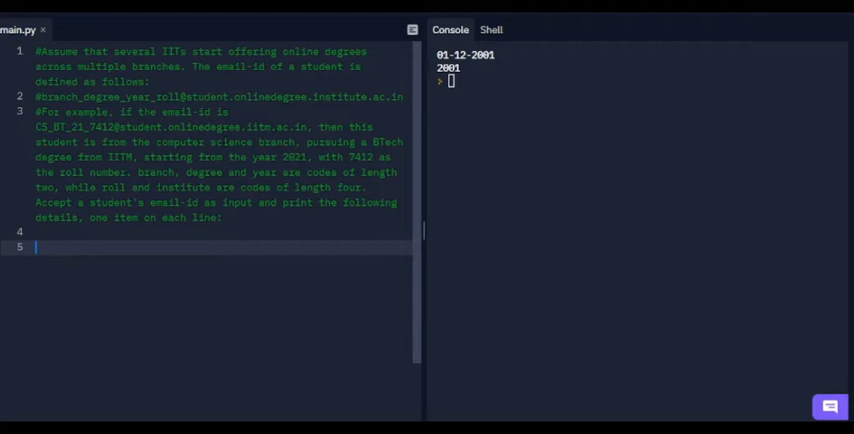 main.py ×
Console Shell
1 #Assume that several IITs start offering online degrees
across multiple branches. The email-id of a student is
defined as follows:
2 #branch_degree_year_roll@student.onlinedegree.institute.ac.in
3 #For example, if the email-id is
CS_BT_21_7412@student.onlinedegree.iitm.ac.in, then this
student is from the computer science branch, pursuing a BTech
degree from IITM, starting from the year 2021, with 7412 as
the roll number. branch, degree and year are codes of length
two, while roll and institute are codes of length four.
Accept a student's email-id as input and print the following
details, one item on each line:
4
5
01-12-2001
2001
>